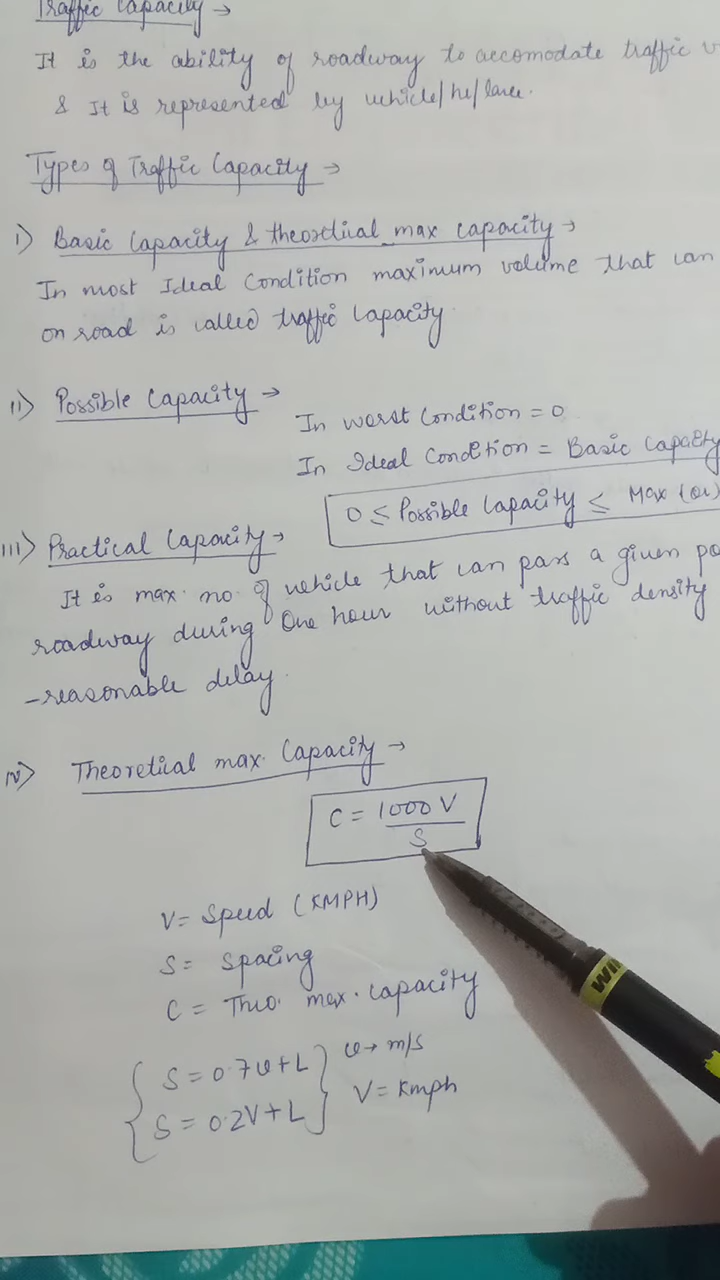 Traffic Capacity →
It is the ability of roadway to accomodate traffic v
& It is represented by vehicle/hr/lane.
Types of Traffic Capacity →
i) Basic Capacity & theoretical max capacity →
In most Ideal Condition maximum volume that can
on road is called traffic Capacity.
ii) Possible Capacity →
In worst Condition = 0
In Ideal Condition = Basic Capacity
0 ≤ Possible Capacity ≤ Max (or)
iii) Practical Capacity →
It is max. no. of vehicle that can pass a given po
roadway during One hour without traffic density
-reasonable delay.
iv) Theoretical max. Capacity →
C = 1000 V
S
V = Speed (KMPH)
S = Spacing
C = Theo. max. capacity
S = 0.7v+L v→ m/s
S = 0.2V+L V = Kmph
WIN